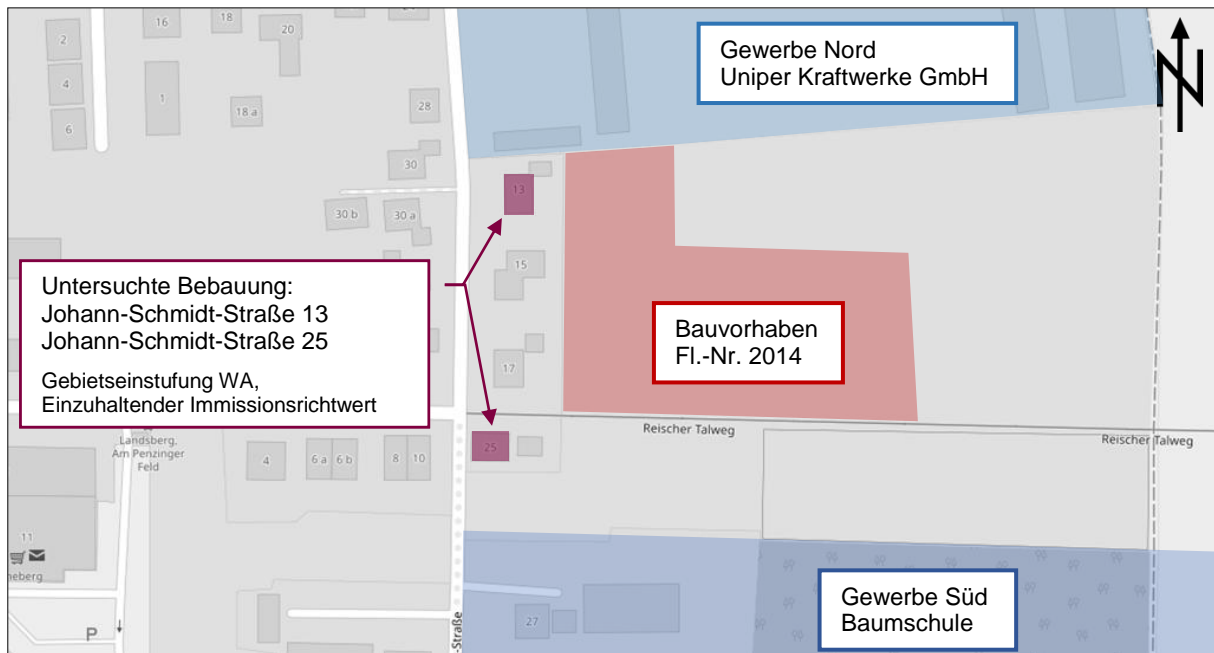 16
18
20
2
4
1
18 a
6
28
30
30 b
30 a
Gewerbe Nord
Uniper Kraftwerke GmbH
N
13
15
17
25
Untersuchte Bebauung:
Johann-Schmidt-Straße 13
Johann-Schmidt-Straße 25
Gebietseinstufung WA,
Einzuhaltender Immissionsrichtwert
Bauvorhaben
Fl.-Nr. 2014
Reischer Talweg
Reischer Talweg
Landsberg,
Am Penzinger
Feld
4
6 a
6 b
8
10
11
neberg
P
-Straße
27
Gewerbe Süd
Baumschule